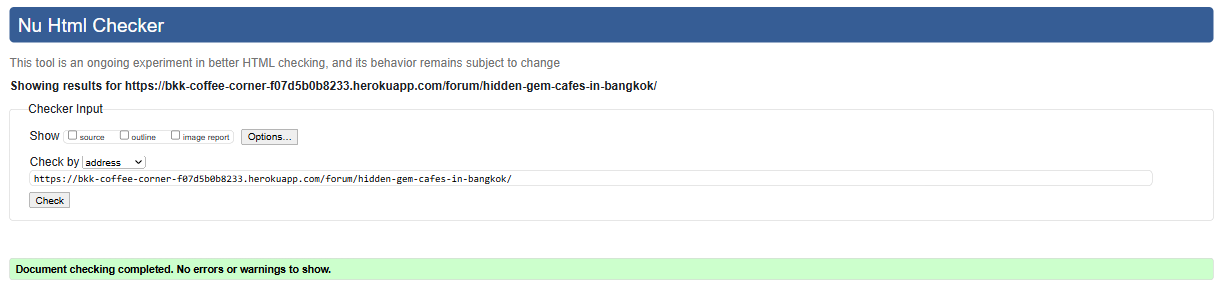 Nu Html Checker
This tool is an ongoing experiment in better HTML checking, and its behavior remains subject to change
Showing results for https://bkk-coffee-corner-f07d5b0b8233.herokuapp.com/forum/hidden-gem-cafes-in-bangkok/
Checker Input
Show source outline image report Options...
Check by address
https://bkk-coffee-corner-f07d5b0b8233.herokuapp.com/forum/hidden-gem-cafes-in-bangkok/
Check
Document checking completed. No errors or warnings to show.